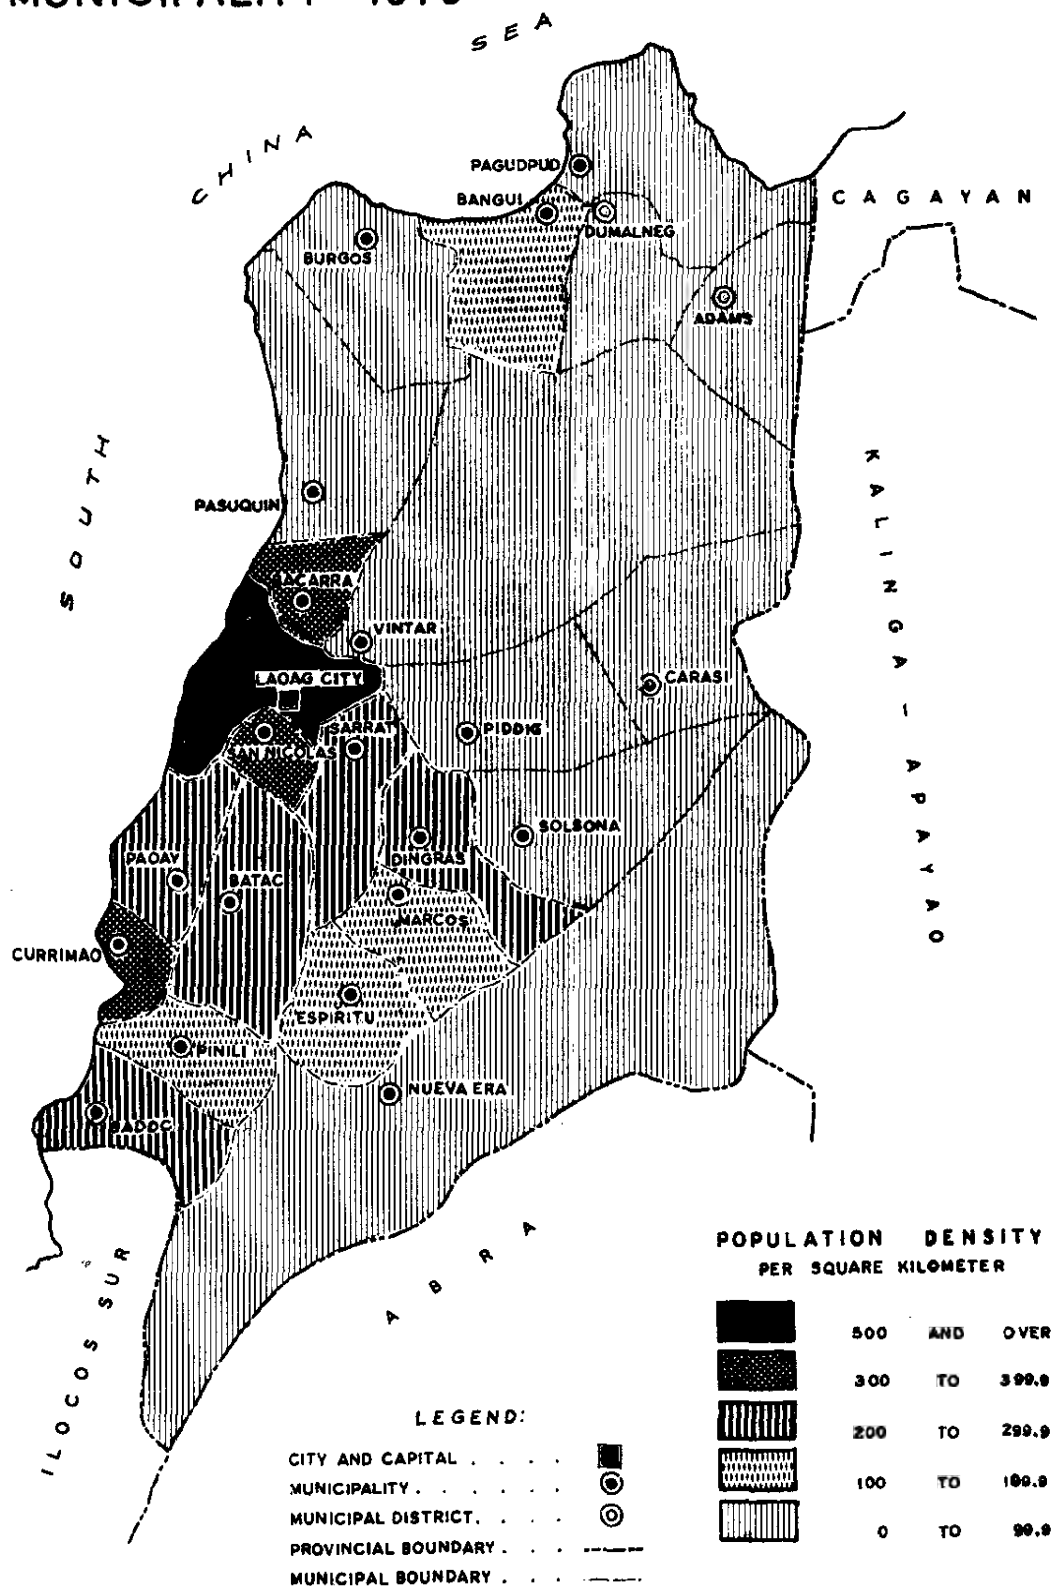 SEA
CHINA
SOUTH
PAGUDPUD
BANGUI
DUMALNEG
CAGAYAN
BURGOS
ADAMS
KALINGA-APAYAO
PASUQUIN
BACARRA
VINTAR
LAOAG CITY
CARASI
SAN NICOLAS
SARRAT
PIDDIG
SOLSONA
DINGRAS
PAOAY
BATAC
MARCOS
CURRIMAO
ESPIRITU
PINILI
NUEVA ERA
BADOC
ABRA
ILOCOS SUR
POPULATION DENSITY
PER SQUARE KILOMETER
500 AND OVER
300 TO 399.9
200 TO 299.9
100 TO 199.9
0 TO 99.9
LEGEND:
CITY AND CAPITAL . . . .
MUNICIPALITY . . . . . .
MUNICIPAL DISTRICT. . . .
PROVINCIAL BOUNDARY . . .
MUNICIPAL BOUNDARY . . .